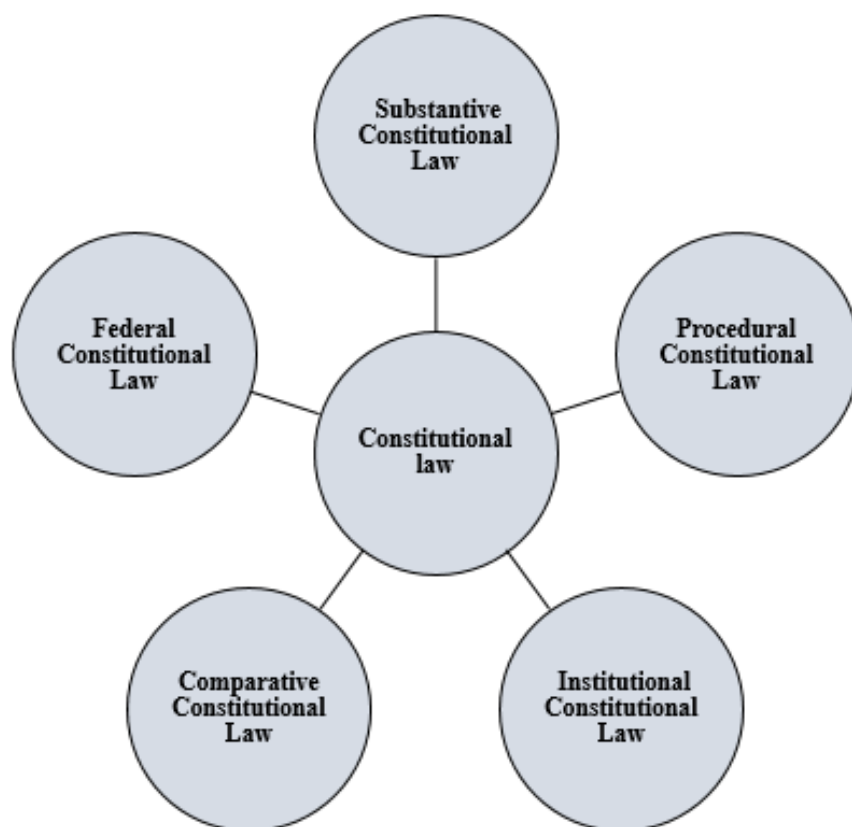 Substantive
Constitutional
Law
Federal
Constitutional
Law
Procedural
Constitutional
Law
Constitutional
law
Comparative
Constitutional
Law
Institutional
Constitutional
Law